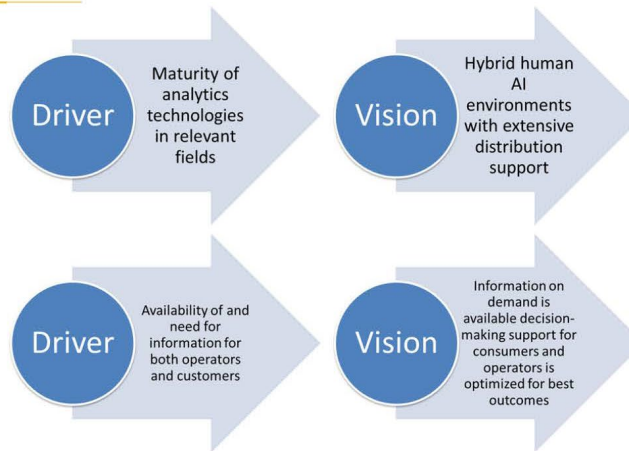 Driver
Maturity of
analytics
technologies
in relevant
fields
Vision
Hybrid human
AI
environments
with extensive
distribution
support
Driver
Availability of and
need for
information for
both operators
and customers
Vision
Information on
demand is
available decision-
making support for
consumers and
operators is
optimized for best
outcomes